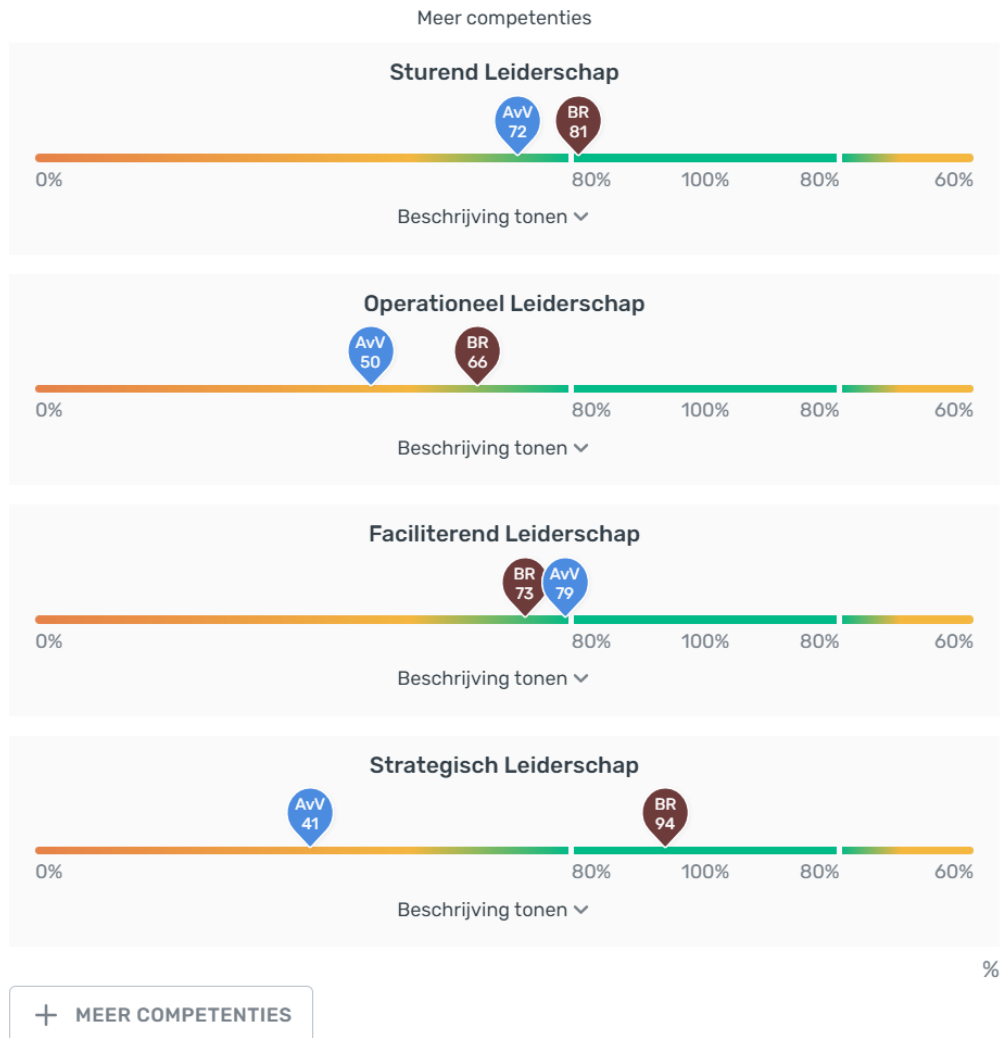 Meer competenties
Sturend Leiderschap
AvV BR
72 81
0% 80% 100% 80% 60%
Beschrijving tonen
Operationeel Leiderschap
AvV BR
50 66
0% 80% 100% 80% 60%
Beschrijving tonen
Faciliterend Leiderschap
BR AvV
73 79
0% 80% 100% 80% 60%
Beschrijving tonen
Strategisch Leiderschap
AvV BR
41 94
0% 80% 100% 80% 60%
Beschrijving tonen
%
+ MEER COMPETENTIES